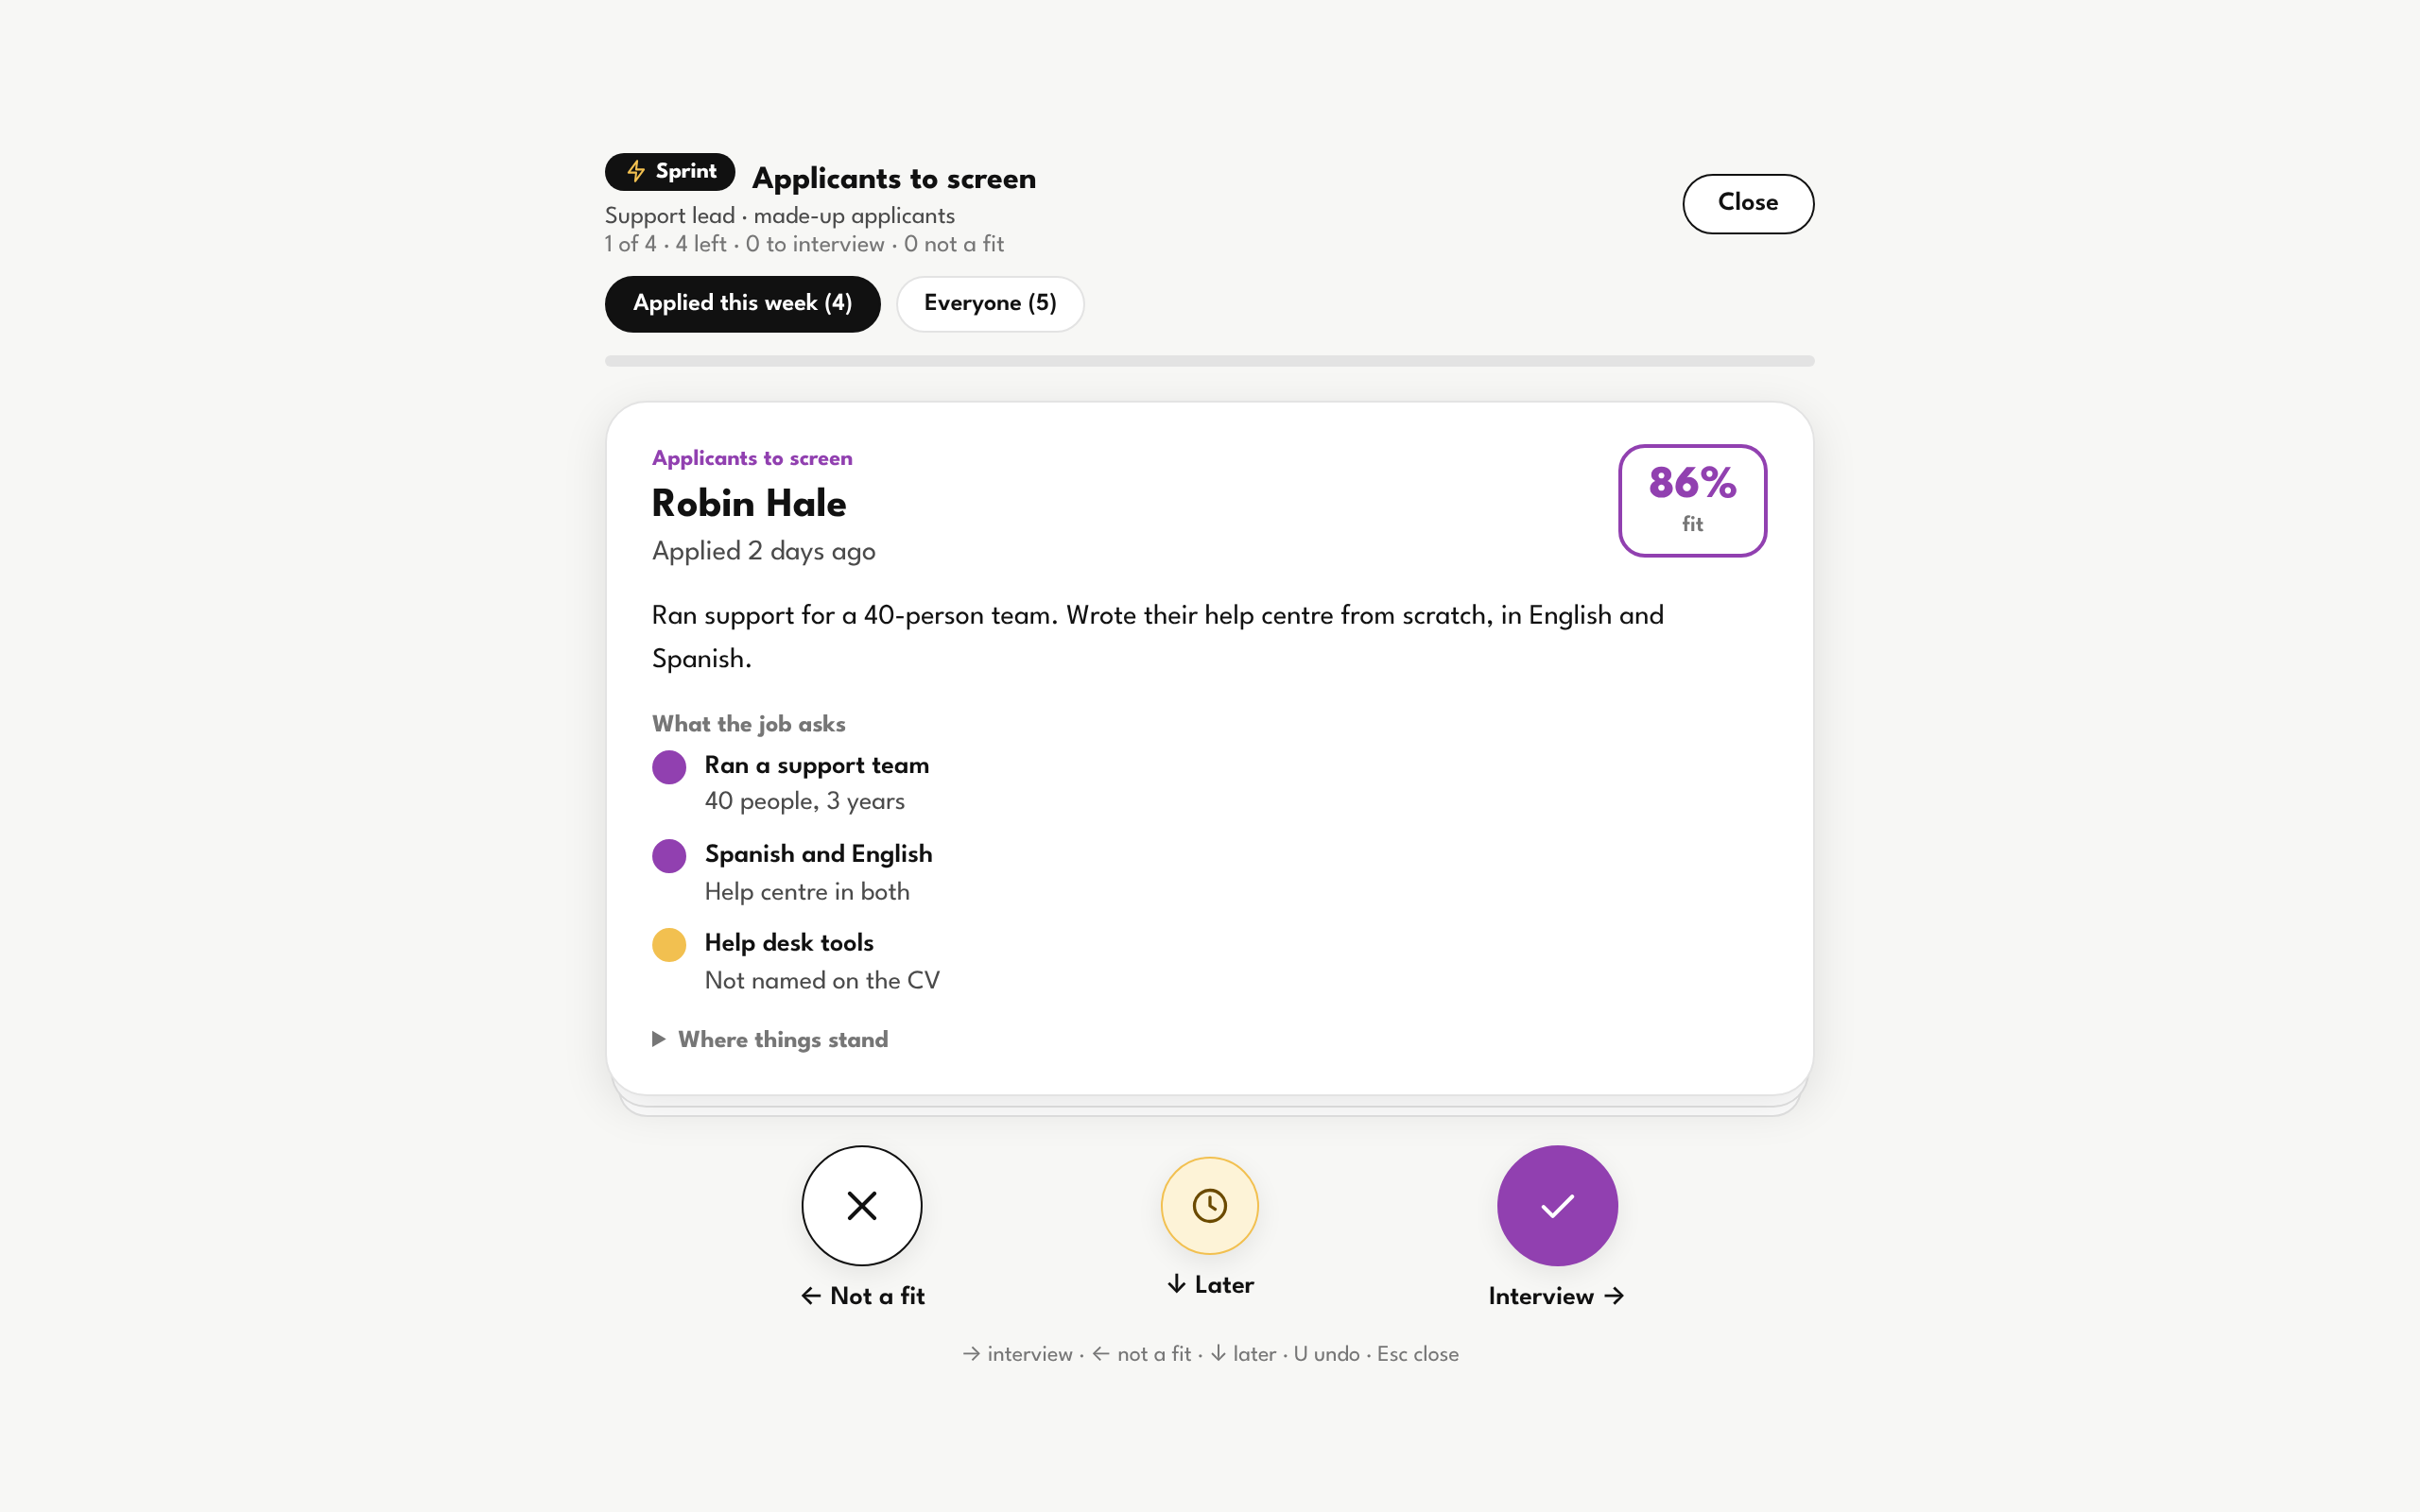 Sprint Applicants to screen
Support lead · made-up applicants
1 of 4 · 4 left · 0 to interview · 0 not a fit
Close
Applied this week (4)
Everyone (5)
Applicants to screen
Robin Hale
Applied 2 days ago
86%
fit
Ran support for a 40-person team. Wrote their help centre from scratch, in English and
Spanish.
What the job asks
Ran a support team
40 people, 3 years
Spanish and English
Help centre in both
Help desk tools
Not named on the CV
▶ Where things stand
← Not a fit
↓ Later
Interview →
→ interview · ← not a fit · ↓ later · U undo · Esc close